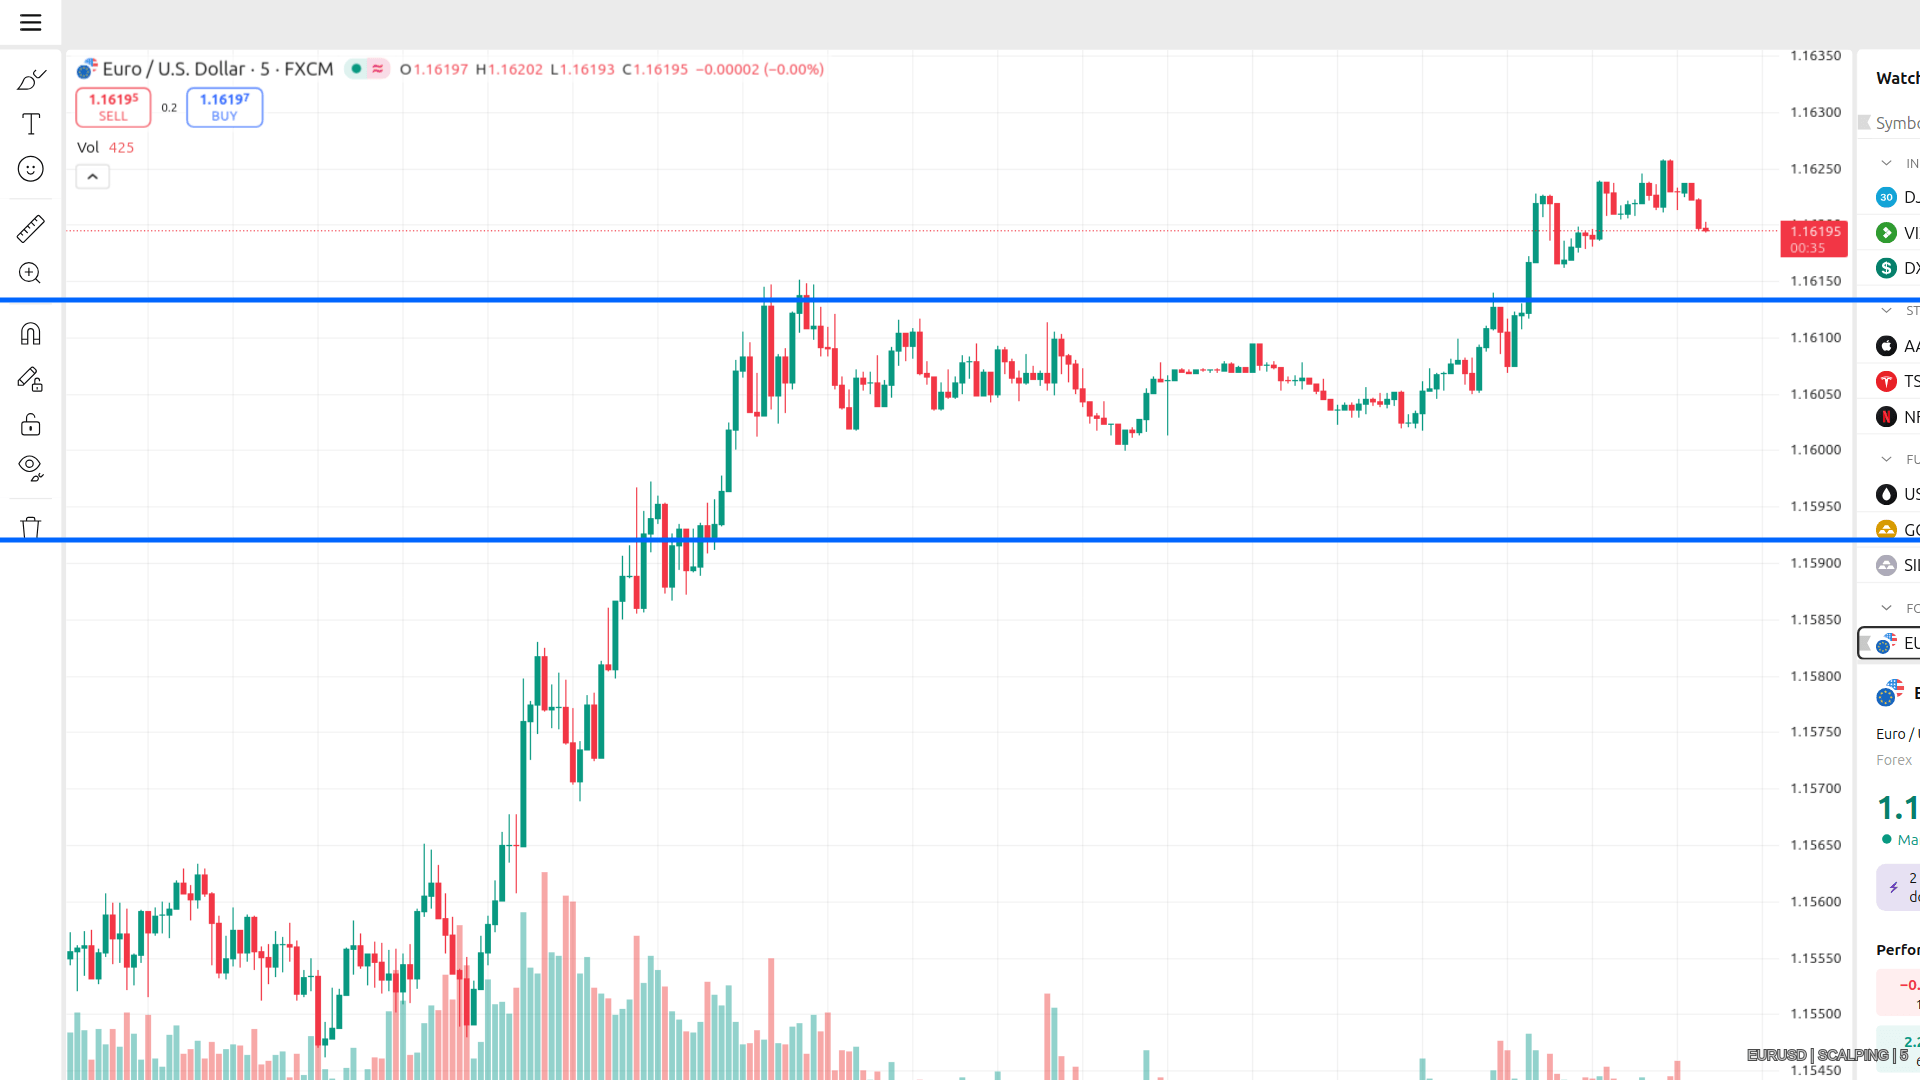 Euro / U.S. Dollar · 5 · FXCM ≈ O1.16197 H1.16202 L1.16193 C1.16195 −0.00002 (−0.00%)
1.16195 SELL 0.2 1.16197 BUY
Vol 425
1.16350
1.16300
1.16250
1.16195
00:35
1.16150
1.16100
1.16050
1.16000
1.15950
1.15900
1.15850
1.15800
1.15750
1.15700
1.15650
1.15600
1.15550
1.15500
1.15450
Watch
Symbo
IN
30 DJ
VI
$ DX
ST
AA
TS
N NF
FU
US
GO
SIL
FO
EU
E
Euro / U
Forex
1.1
Ma
2
de
Perfor
−0.
1
2.2
EURUSD | SCALPING | 5